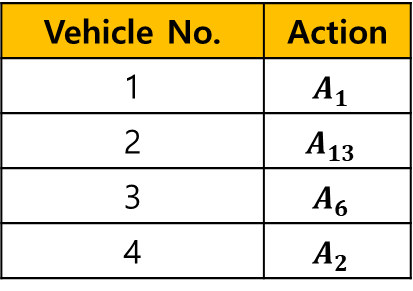 Vehicle No. Action
1 A₁
2 A₁₃
3 A₆
4 A₂